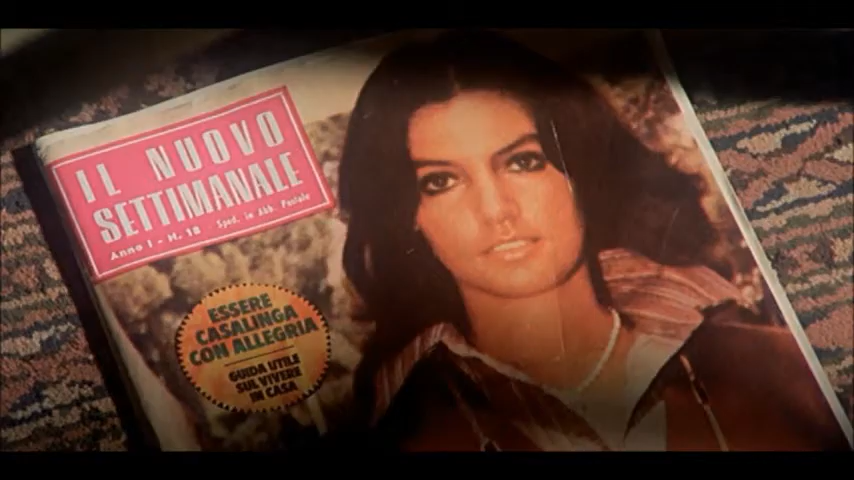 IL NUOVO
SETTIMANALE
Anno I - N. 18 Sped. in Abb. Postale
ESSERE
CASALINGA
CON ALLEGRIA
GUIDA UTILE
SUL VIVERE
IN CASA